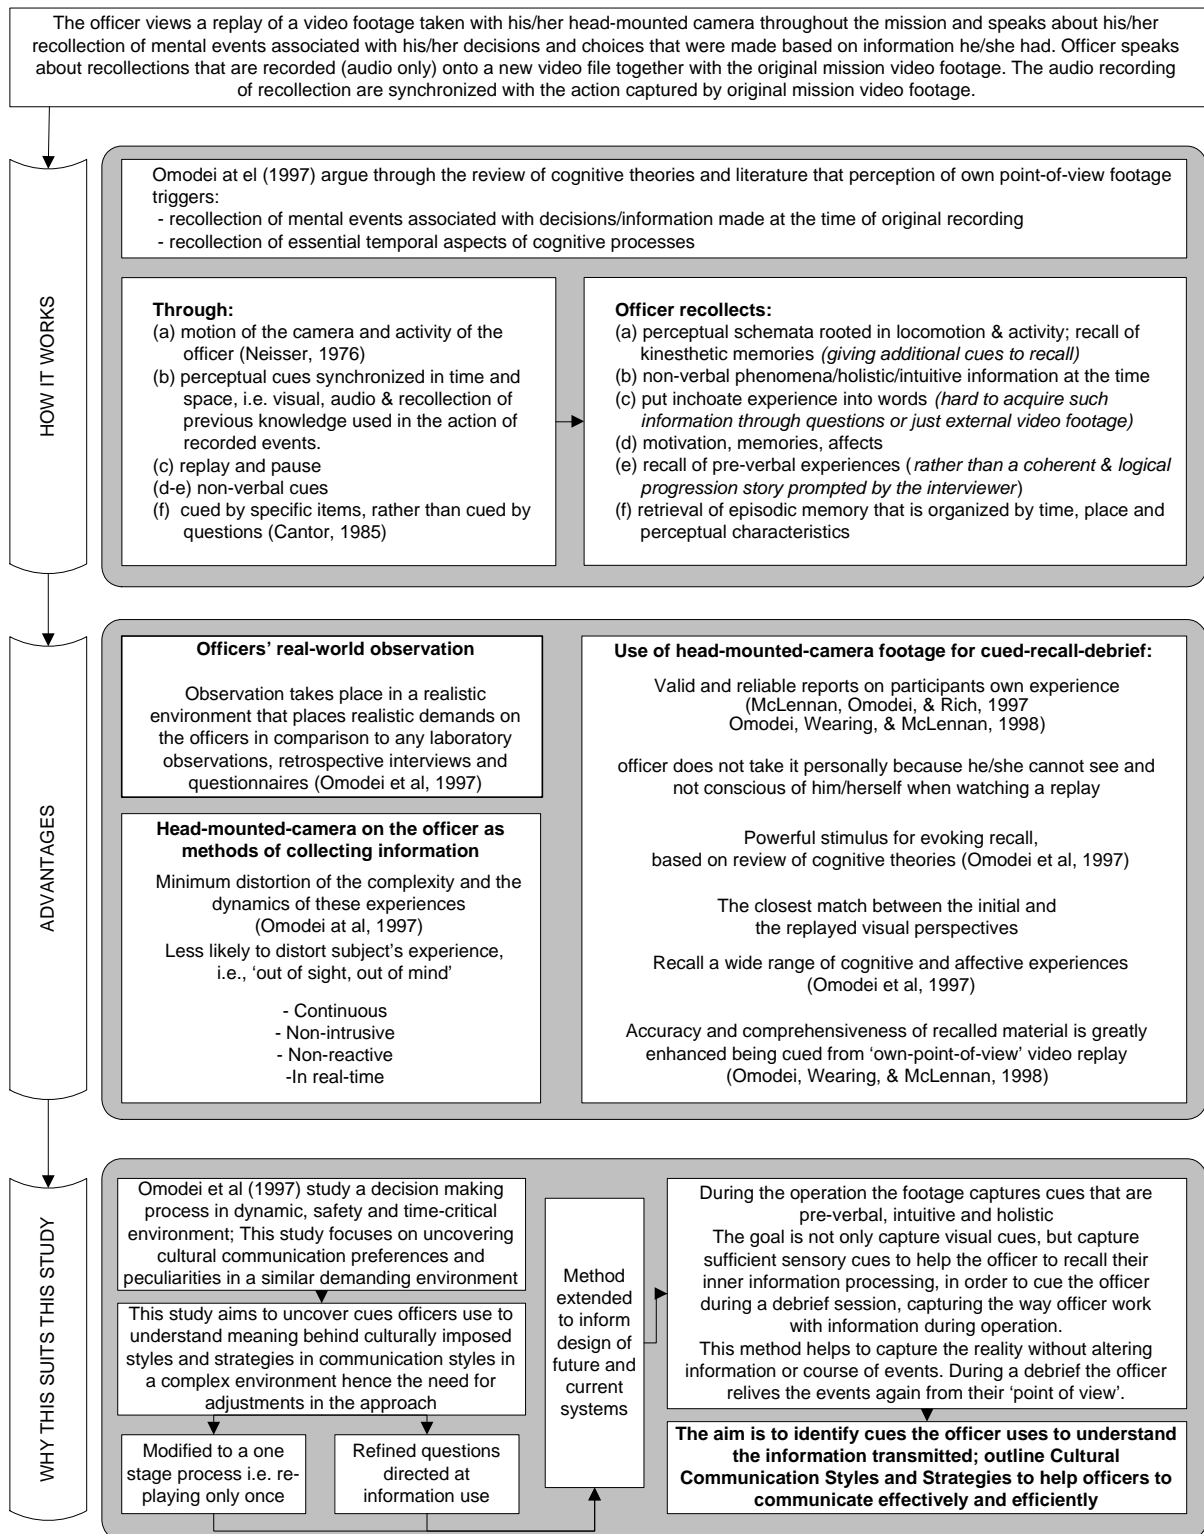 The officer views a replay of a video footage taken with his/her head-mounted camera throughout the mission and speaks about his/her
recollection of mental events associated with his/her decisions and choices that were made based on information he/she had. Officer speaks
about recollections that are recorded (audio only) onto a new video file together with the original mission video footage. The audio recording
of recollection are synchronized with the action captured by original mission video footage.
HOW IT WORKS
Omodei at el (1997) argue through the review of cognitive theories and literature that perception of own point-of-view footage
triggers:
- recollection of mental events associated with decisions/information made at the time of original recording
- recollection of essential temporal aspects of cognitive processes
Through:
(a) motion of the camera and activity of the
officer (Neisser, 1976)
(b) perceptual cues synchronized in time and
space, i.e. visual, audio & recollection of
previous knowledge used in the action of
recorded events.
(c) replay and pause
(d-e) non-verbal cues
(f) cued by specific items, rather than cued by
questions (Cantor, 1985)
Officer recollects:
(a) perceptual schemata rooted in locomotion & activity; recall of
kinesthetic memories (giving additional cues to recall)
(b) non-verbal phenomena/holistic/intuitive information at the time
(c) put inchoate experience into words (hard to acquire such
information through questions or just external video footage)
(d) motivation, memories, affects
(e) recall of pre-verbal experiences (rather than a coherent & logical
progression story prompted by the interviewer)
(f) retrieval of episodic memory that is organized by time, place and
perceptual characteristics
ADVANTAGES
Officers' real-world observation
Observation takes place in a realistic
environment that places realistic demands on
the officers in comparison to any laboratory
observations, retrospective interviews and
questionnaires (Omodei et al, 1997)
Head-mounted-camera on the officer as
methods of collecting information
Minimum distortion of the complexity and the
dynamics of these experiences
(Omodei at al, 1997)
Less likely to distort subject's experience,
i.e., 'out of sight, out of mind'
- Continuous
- Non-intrusive
- Non-reactive
-In real-time
Use of head-mounted-camera footage for cued-recall-debrief:
Valid and reliable reports on participants own experience
(McLennan, Omodei, & Rich, 1997
Omodei, Wearing, & McLennan, 1998)
officer does not take it personally because he/she cannot see and
not conscious of him/herself when watching a replay
Powerful stimulus for evoking recall,
based on review of cognitive theories (Omodei et al, 1997)
The closest match between the initial and
the replayed visual perspectives
Recall a wide range of cognitive and affective experiences
(Omodei et al, 1997)
Accuracy and comprehensiveness of recalled material is greatly
enhanced being cued from 'own-point-of-view' video replay
(Omodei, Wearing, & McLennan, 1998)
WHY THIS SUITS THIS STUDY
Omodei et al (1997) study a decision making
process in dynamic, safety and time-critical
environment; This study focuses on uncovering
cultural communication preferences and
peculiarities in a similar demanding environment
This study aims to uncover cues officers use to
understand meaning behind culturally imposed
styles and strategies in communication styles in
a complex environment hence the need for
adjustments in the approach
Modified to a one
stage process i.e. re-
playing only once
Refined questions
directed at
information use
Method
extended
to inform
design of
future and
current
systems
During the operation the footage captures cues that are
pre-verbal, intuitive and holistic
The goal is not only capture visual cues, but capture
sufficient sensory cues to help the officer to recall their
inner information processing, in order to cue the officer
during a debrief session, capturing the way officer work
with information during operation.
This method helps to capture the reality without altering
information or course of events. During a debrief the officer
relives the events again from their 'point of view'.
The aim is to identify cues the officer uses to understand
the information transmitted; outline Cultural
Communication Styles and Strategies to help officers to
communicate effectively and efficiently